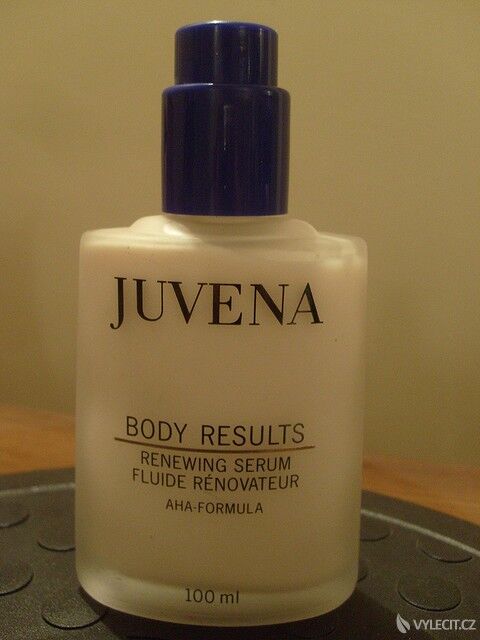 JUVENA
BODY RESULTS
RENEWING SERUM
FLUIDE RÉNOVATEUR
AHA-FORMULA
100 ml
VYLECIT.CZ